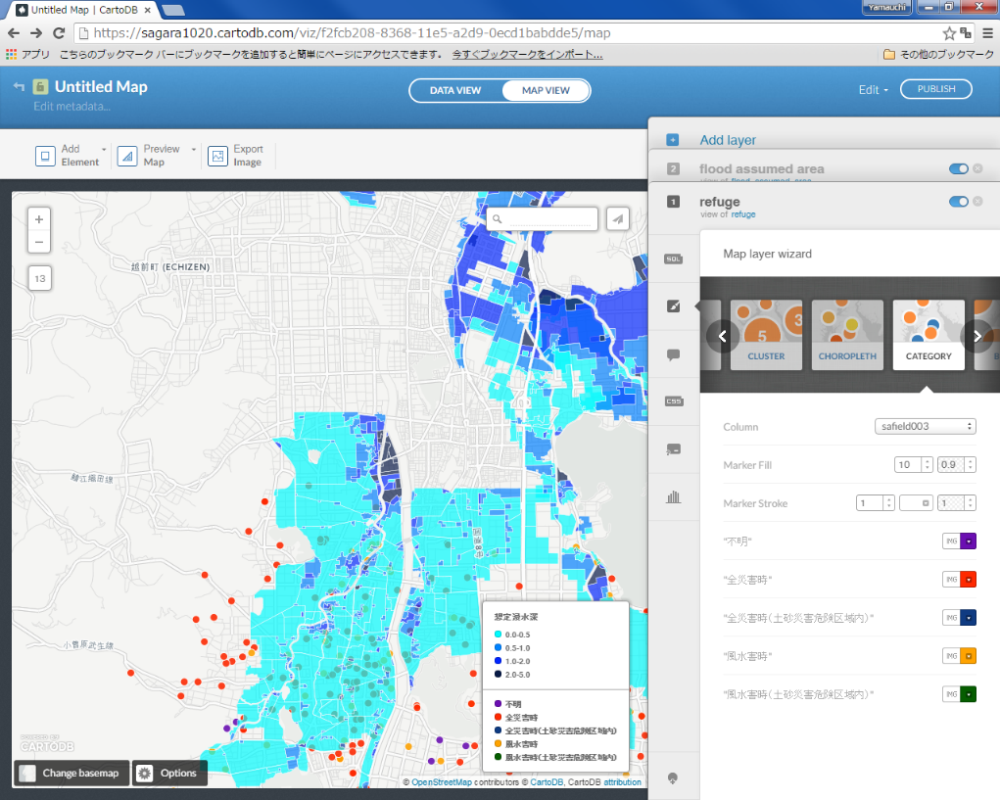 Untitled Map | CartoDB
Yamauchi
https://sagara1020.cartodb.com/viz/f2fcb208-8368-11e5-a2d9-0ecd1babdde5/map
アプリ こちらのブックマーク バーにブックマークを追加すると簡単にページにアクセスできます。 今すぐブックマークをインポート...
その他のブックマーク
Untitled Map
Edit metadata...
DATA VIEW
MAP VIEW
Edit
PUBLISH
Add Element
Preview Map
Export Image
Add layer
2 flood assumed area
view of flood_assumed_area
1 refuge
view of refuge
SQL
CSS
Map layer wizard
5
3
CLUSTER
CHOROPLETH
CATEGORY
B
Column safield003
Marker Fill 10 0.9
Marker Stroke 1 1
"不明" IMG
"全災害時" IMG
"全災害時(土砂災害危険区域内)" IMG
"風水害時" IMG
"風水害時(土砂災害危険区域内)" IMG
+
−
13
越前町 (ECHIZEN)
小曽原武生線
想定浸水深
0.0-0.5
0.5-1.0
1.0-2.0
2.0-5.0
不明
全災害時
全災害時(土砂災害危険区域内)
風水害時
風水害時(土砂災害危険区域内)
POWERED BY
CARTODB
Change basemap
Options
© OpenStreetMap contributors © CartoDB, CartoDB attribution